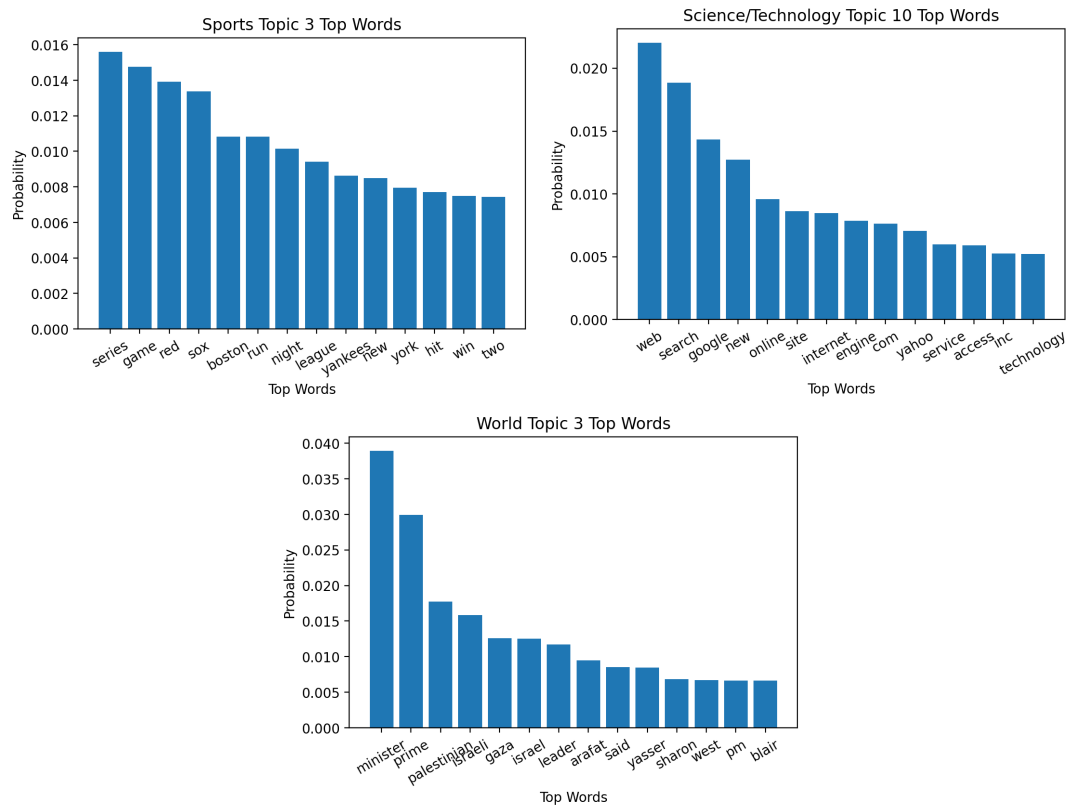 Sports Topic 3 Top Words
0.016
0.014
0.012
0.010
0.008
0.006
0.004
0.002
0.000
Probability
series game red sox boston run night league yankees new york hit win two
Top Words
Science/Technology Topic 10 Top Words
0.020
0.015
0.010
0.005
0.000
Probability
web search google new online site internet engine com yahoo service access inc technology
Top Words
World Topic 3 Top Words
0.040
0.035
0.030
0.025
0.020
0.015
0.010
0.005
0.000
Probability
minister prime palestinian israeli gaza israel leader arafat said yasser sharon west pm blair
Top Words